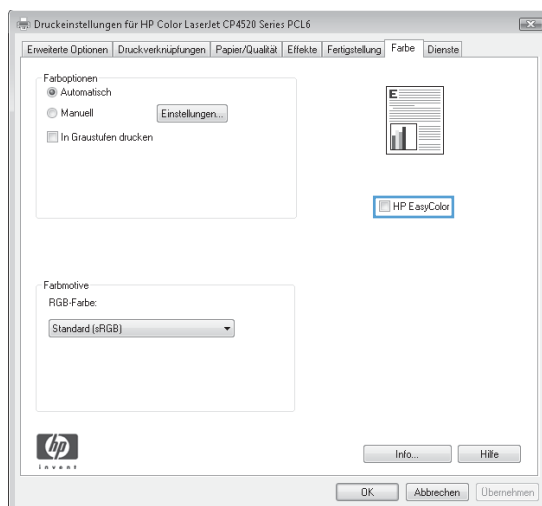 Druckeinstellungen für HP Color LaserJet CP4520 Series PCL6
Erweiterte Optionen Druckverknüpfungen Papier/Qualität Effekte Fertigstellung Farbe Dienste
Farboptionen
Automatisch
Manuell Einstellungen...
In Graustufen drucken
E
HP EasyColor
Farbmotive
RGB-Farbe:
Standard (sRGB)
hp
invent
Info... Hilfe
OK Abbrechen Übernehmen